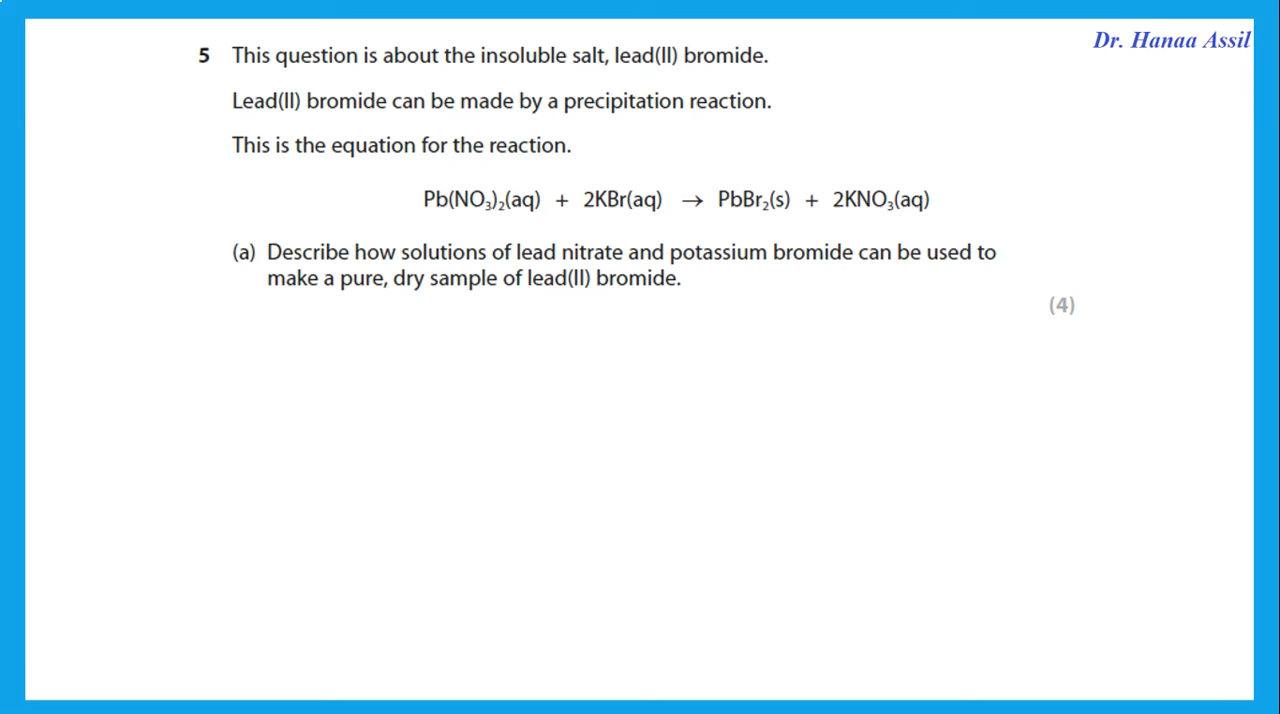 Dr. Hanaa Assil
5 This question is about the insoluble salt, lead(II) bromide.
Lead(II) bromide can be made by a precipitation reaction.
This is the equation for the reaction.
Pb(NO₃)₂(aq) + 2KBr(aq) → PbBr₂(s) + 2KNO₃(aq)
(a) Describe how solutions of lead nitrate and potassium bromide can be used to
make a pure, dry sample of lead(II) bromide.
(4)